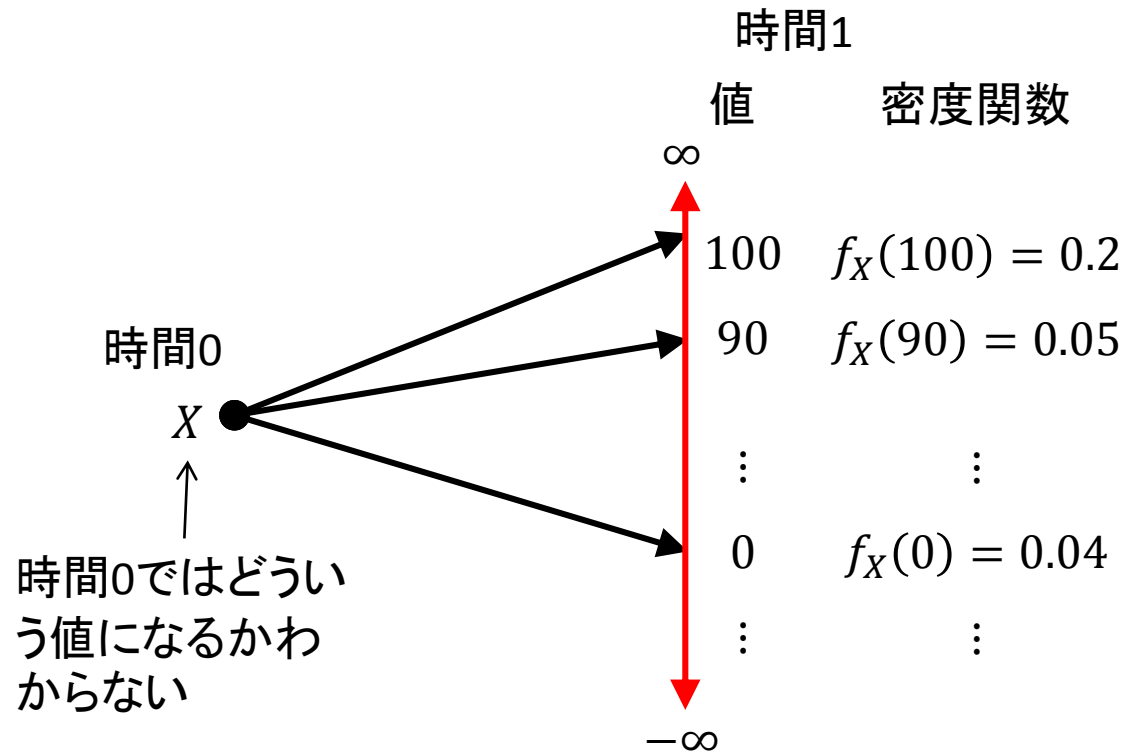 時間1
値 密度関数
∞
100 f_X(100) = 0.2
90 f_X(90) = 0.05
時間0
X
⋮ ⋮
0 f_X(0) = 0.04
時間0ではどうい
う値になるかわ
からない
⋮ ⋮
−∞